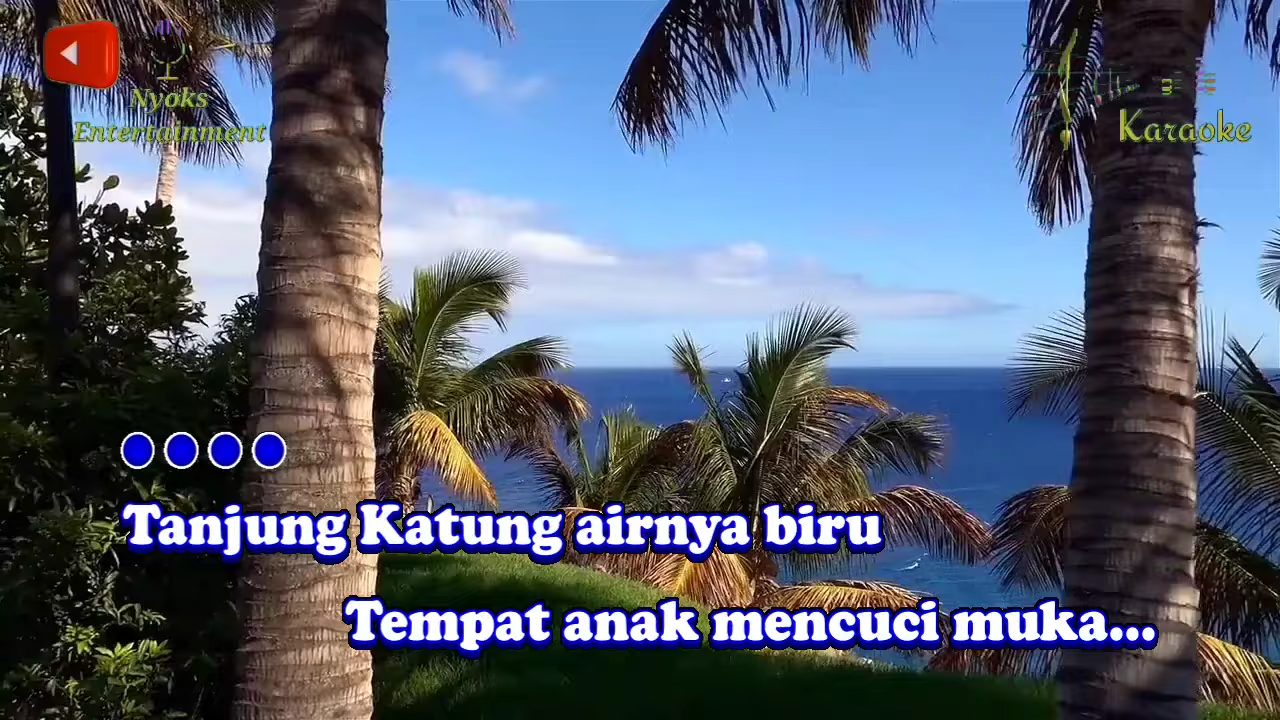 Nyoks
Entertainment
Karaoke
Tanjung Katung airnya biru
Tempat anak mencuci muka...